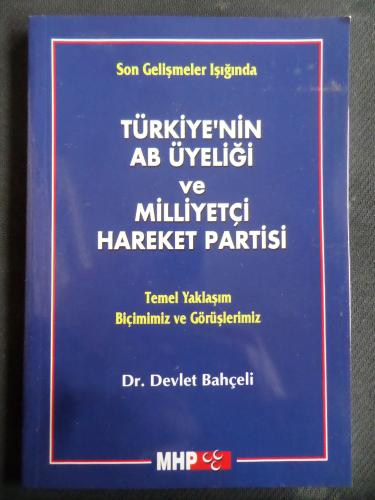 Son Gelişmeler Işığında
TÜRKİYE'NİN
AB ÜYELİĞİ
ve
MİLLİYETÇİ
HAREKET PARTİSİ
Temel Yaklaşım
Biçimimiz ve Görüşlerimiz
Dr. Devlet Bahçeli
MHP